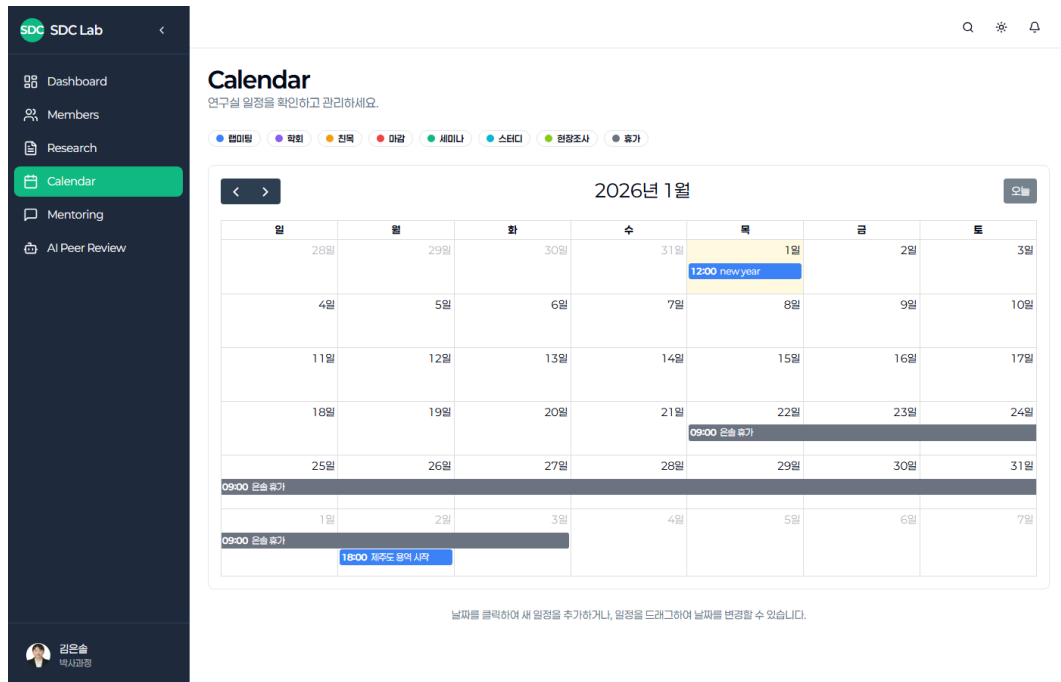 SDC SDC Lab
Dashboard
Members
Research
Calendar
Mentoring
AI Peer Review
김은솔
박사과정
Calendar
연구실 일정을 확인하고 관리하세요.
랩미팅 학회 친목 마감 세미나 스터디 현장조사 휴가
2026년 1월
오늘
일 월 화 수 목 금 토
28일 29일 30일 31일 1일 2일 3일
12:00 new year
4일 5일 6일 7일 8일 9일 10일
11일 12일 13일 14일 15일 16일 17일
18일 19일 20일 21일 22일 23일 24일
09:00 은솔 휴가
25일 26일 27일 28일 29일 30일 31일
09:00 은솔 휴가
1일 2일 3일 4일 5일 6일 7일
09:00 은솔 휴가
18:00 제주도 용역 시작
날짜를 클릭하여 새 일정을 추가하거나, 일정을 드래그하여 날짜를 변경할 수 있습니다.